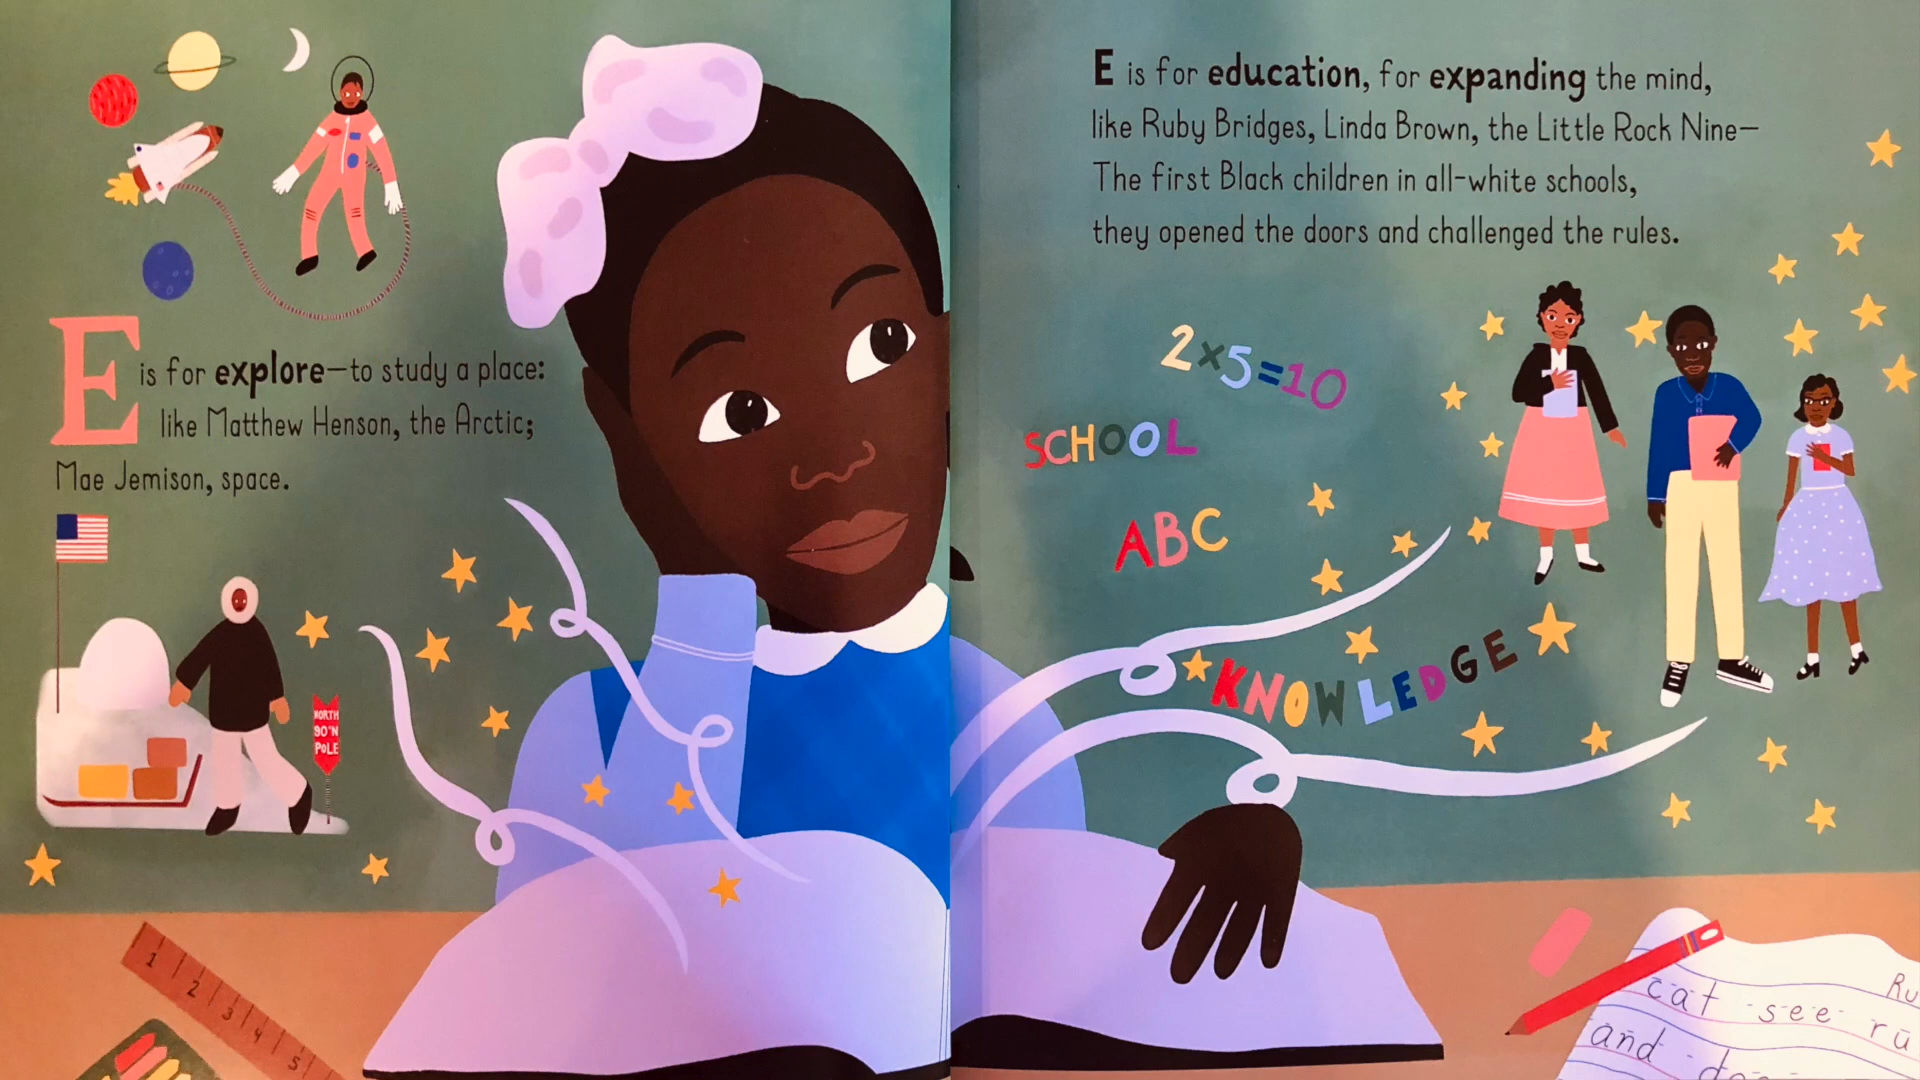 E is for explore—to study a place:
like Matthew Henson, the Arctic;
Mae Jemison, space.
NORTH
90°N
POLE
1 2 3 4 5
E is for education, for expanding the mind,
like Ruby Bridges, Linda Brown, the Little Rock Nine—
The first Black children in all-white schools,
they opened the doors and challenged the rules.
2×5=10
SCHOOL
ABC
KNOWLEDGE
Ru
cat see ru
and